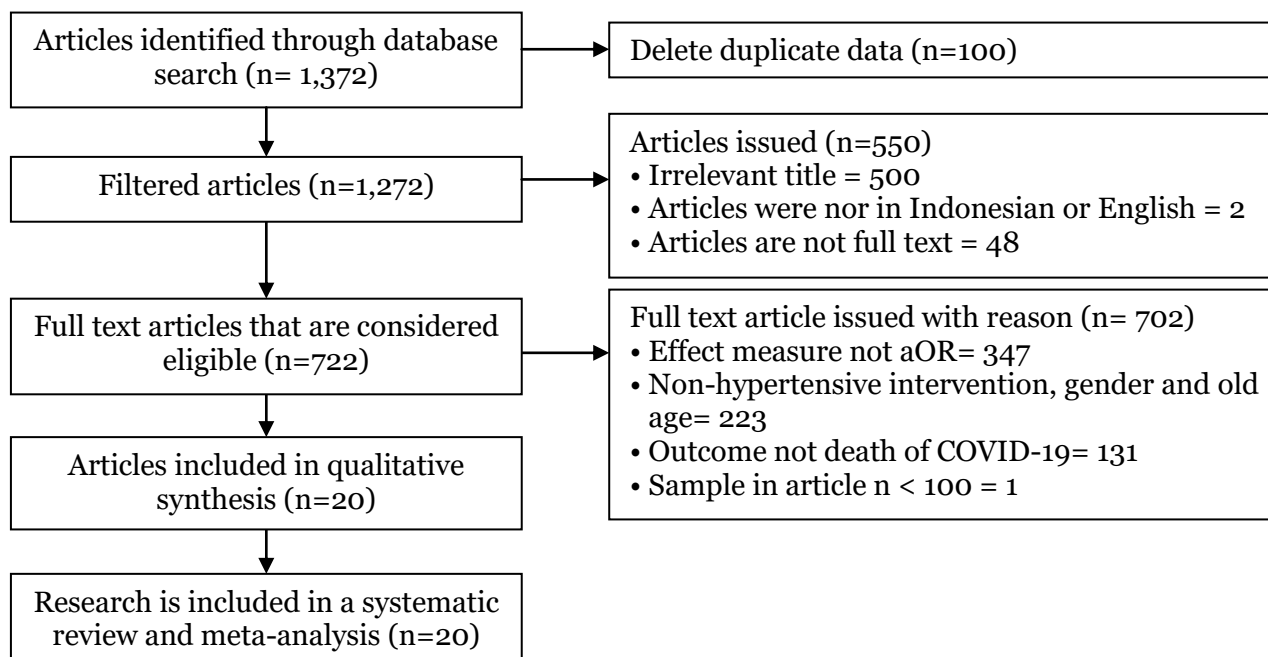 Articles identified through database
search (n= 1,372)
Delete duplicate data (n=100)
Filtered articles (n=1,272)
Articles issued (n=550)
• Irrelevant title = 500
• Articles were nor in Indonesian or English = 2
• Articles are not full text = 48
Full text articles that are considered
eligible (n=722)
Full text article issued with reason (n= 702)
• Effect measure not aOR= 347
• Non-hypertensive intervention, gender and old
age= 223
• Outcome not death of COVID-19= 131
• Sample in article n < 100 = 1
Articles included in qualitative
synthesis (n=20)
Research is included in a systematic
review and meta-analysis (n=20)